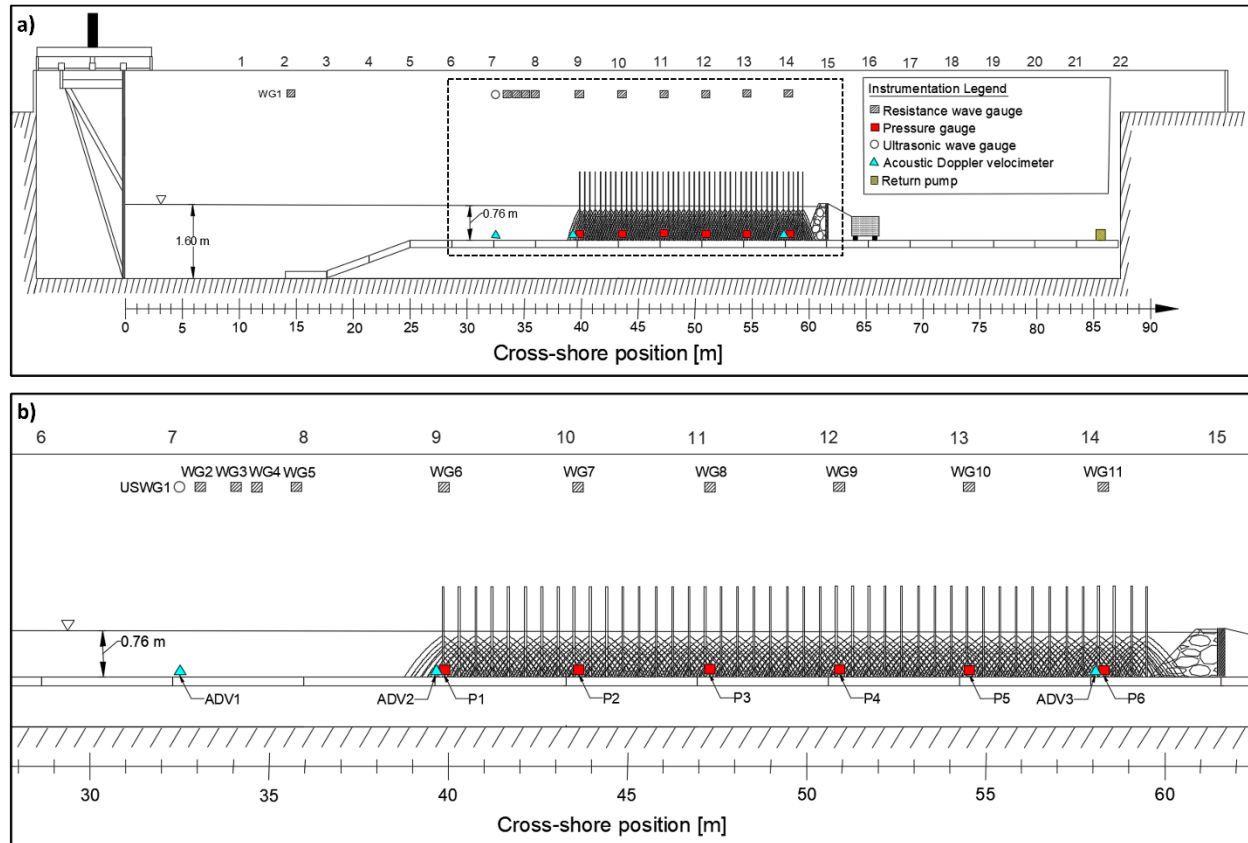 a)
1 2 3 4 5 6 7 8 9 10 11 12 13 14 15 16 17 18 19 20 21 22
WG1
Instrumentation Legend
Resistance wave gauge
Pressure gauge
Ultrasonic wave gauge
Acoustic Doppler velocimeter
Return pump
0.76 m
1.60 m
0 5 10 15 20 25 30 35 40 45 50 55 60 65 70 75 80 85 90
Cross-shore position [m]
b)
6 7 8 9 10 11 12 13 14 15
WG2 WG3 WG4 WG5 WG6 WG7 WG8 WG9 WG10 WG11
USWG1
0.76 m
ADV1 ADV2 P1 P2 P3 P4 P5 ADV3 P6
30 35 40 45 50 55 60
Cross-shore position [m]